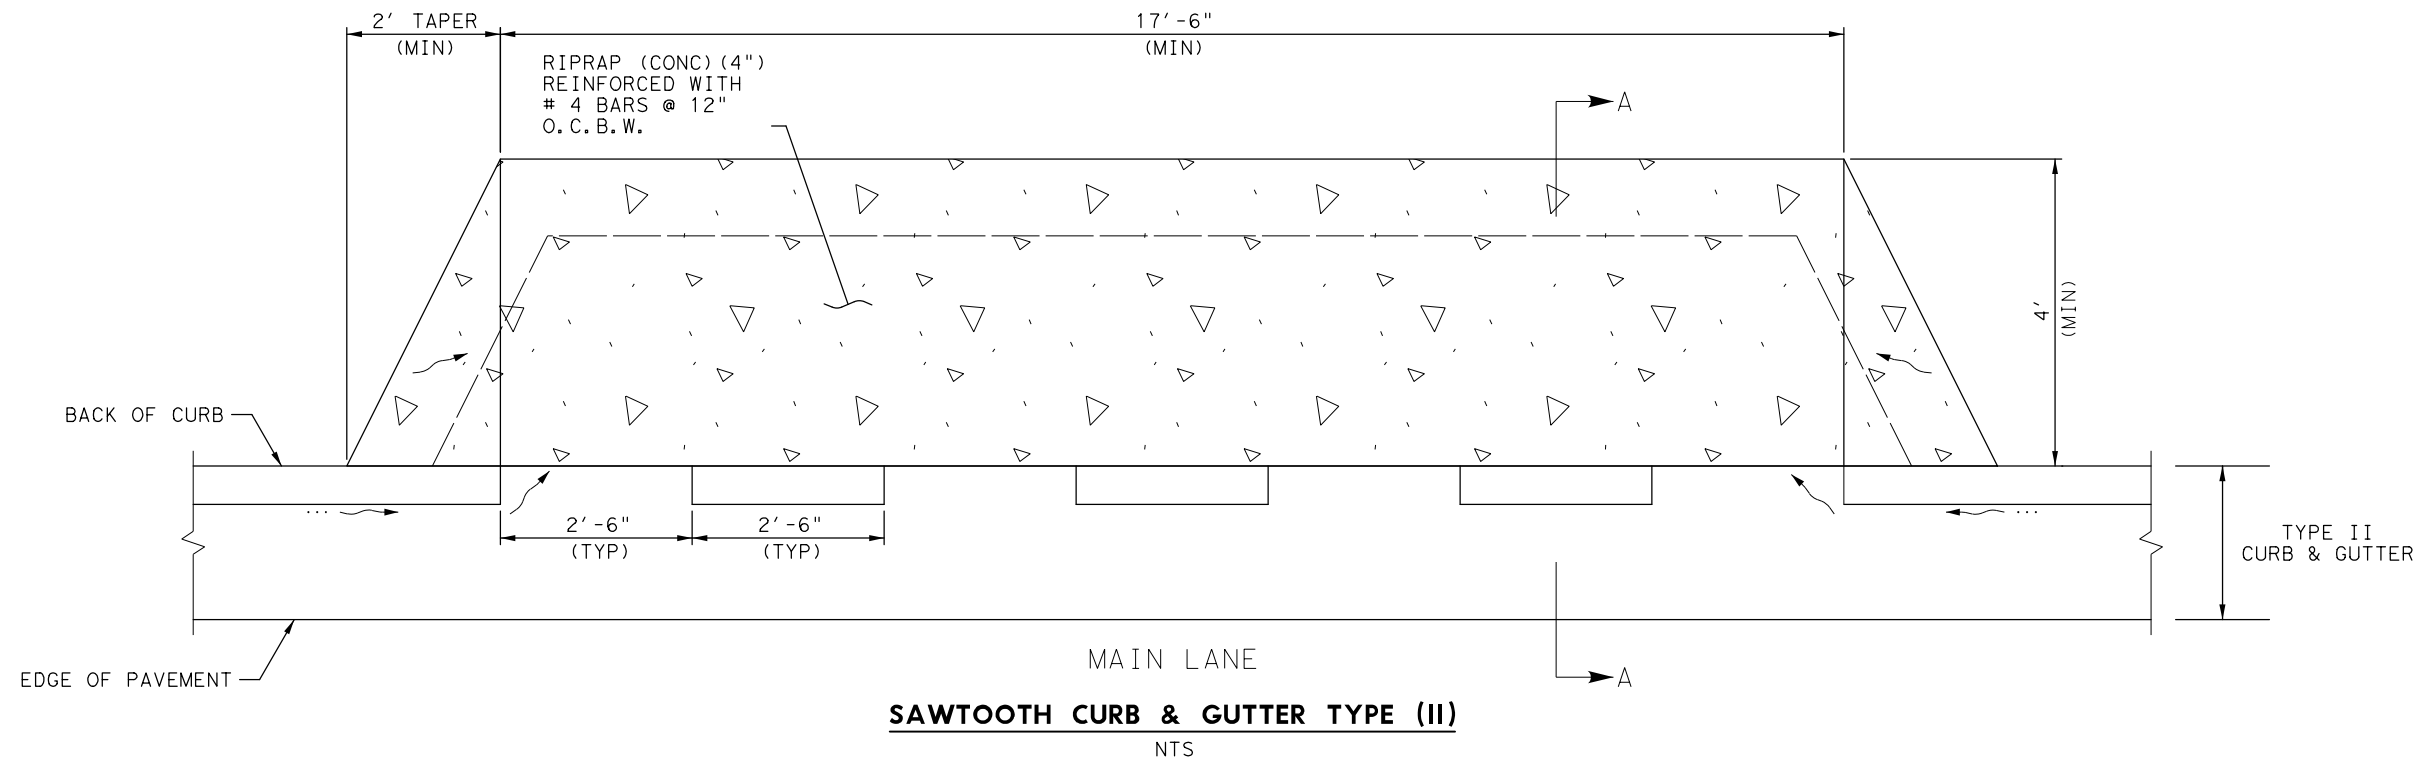 2' TAPER
(MIN)
17'-6"
(MIN)
RIPRAP (CONC)(4")
REINFORCED WITH
# 4 BARS @ 12"
O.C.B.W.
A
4'
(MIN)
BACK OF CURB
2'-6"
(TYP)
2'-6"
(TYP)
TYPE II
CURB & GUTTER
EDGE OF PAVEMENT
MAIN LANE
A
SAWTOOTH CURB & GUTTER TYPE (II)
NTS